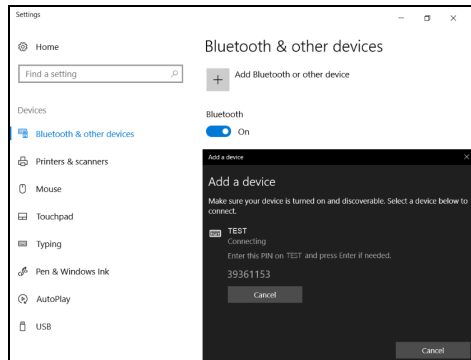 Settings
Home
Find a setting
Devices
Bluetooth & other devices
Printers & scanners
Mouse
Touchpad
Typing
Pen & Windows Ink
AutoPlay
USB
Bluetooth & other devices
Add Bluetooth or other device
Bluetooth
On
Add a device
Add a device
Make sure your device is turned on and discoverable. Select a device below to
connect.
TEST
Connecting
Enter this PIN on TEST and press Enter if needed.
39361153
Cancel
Cancel